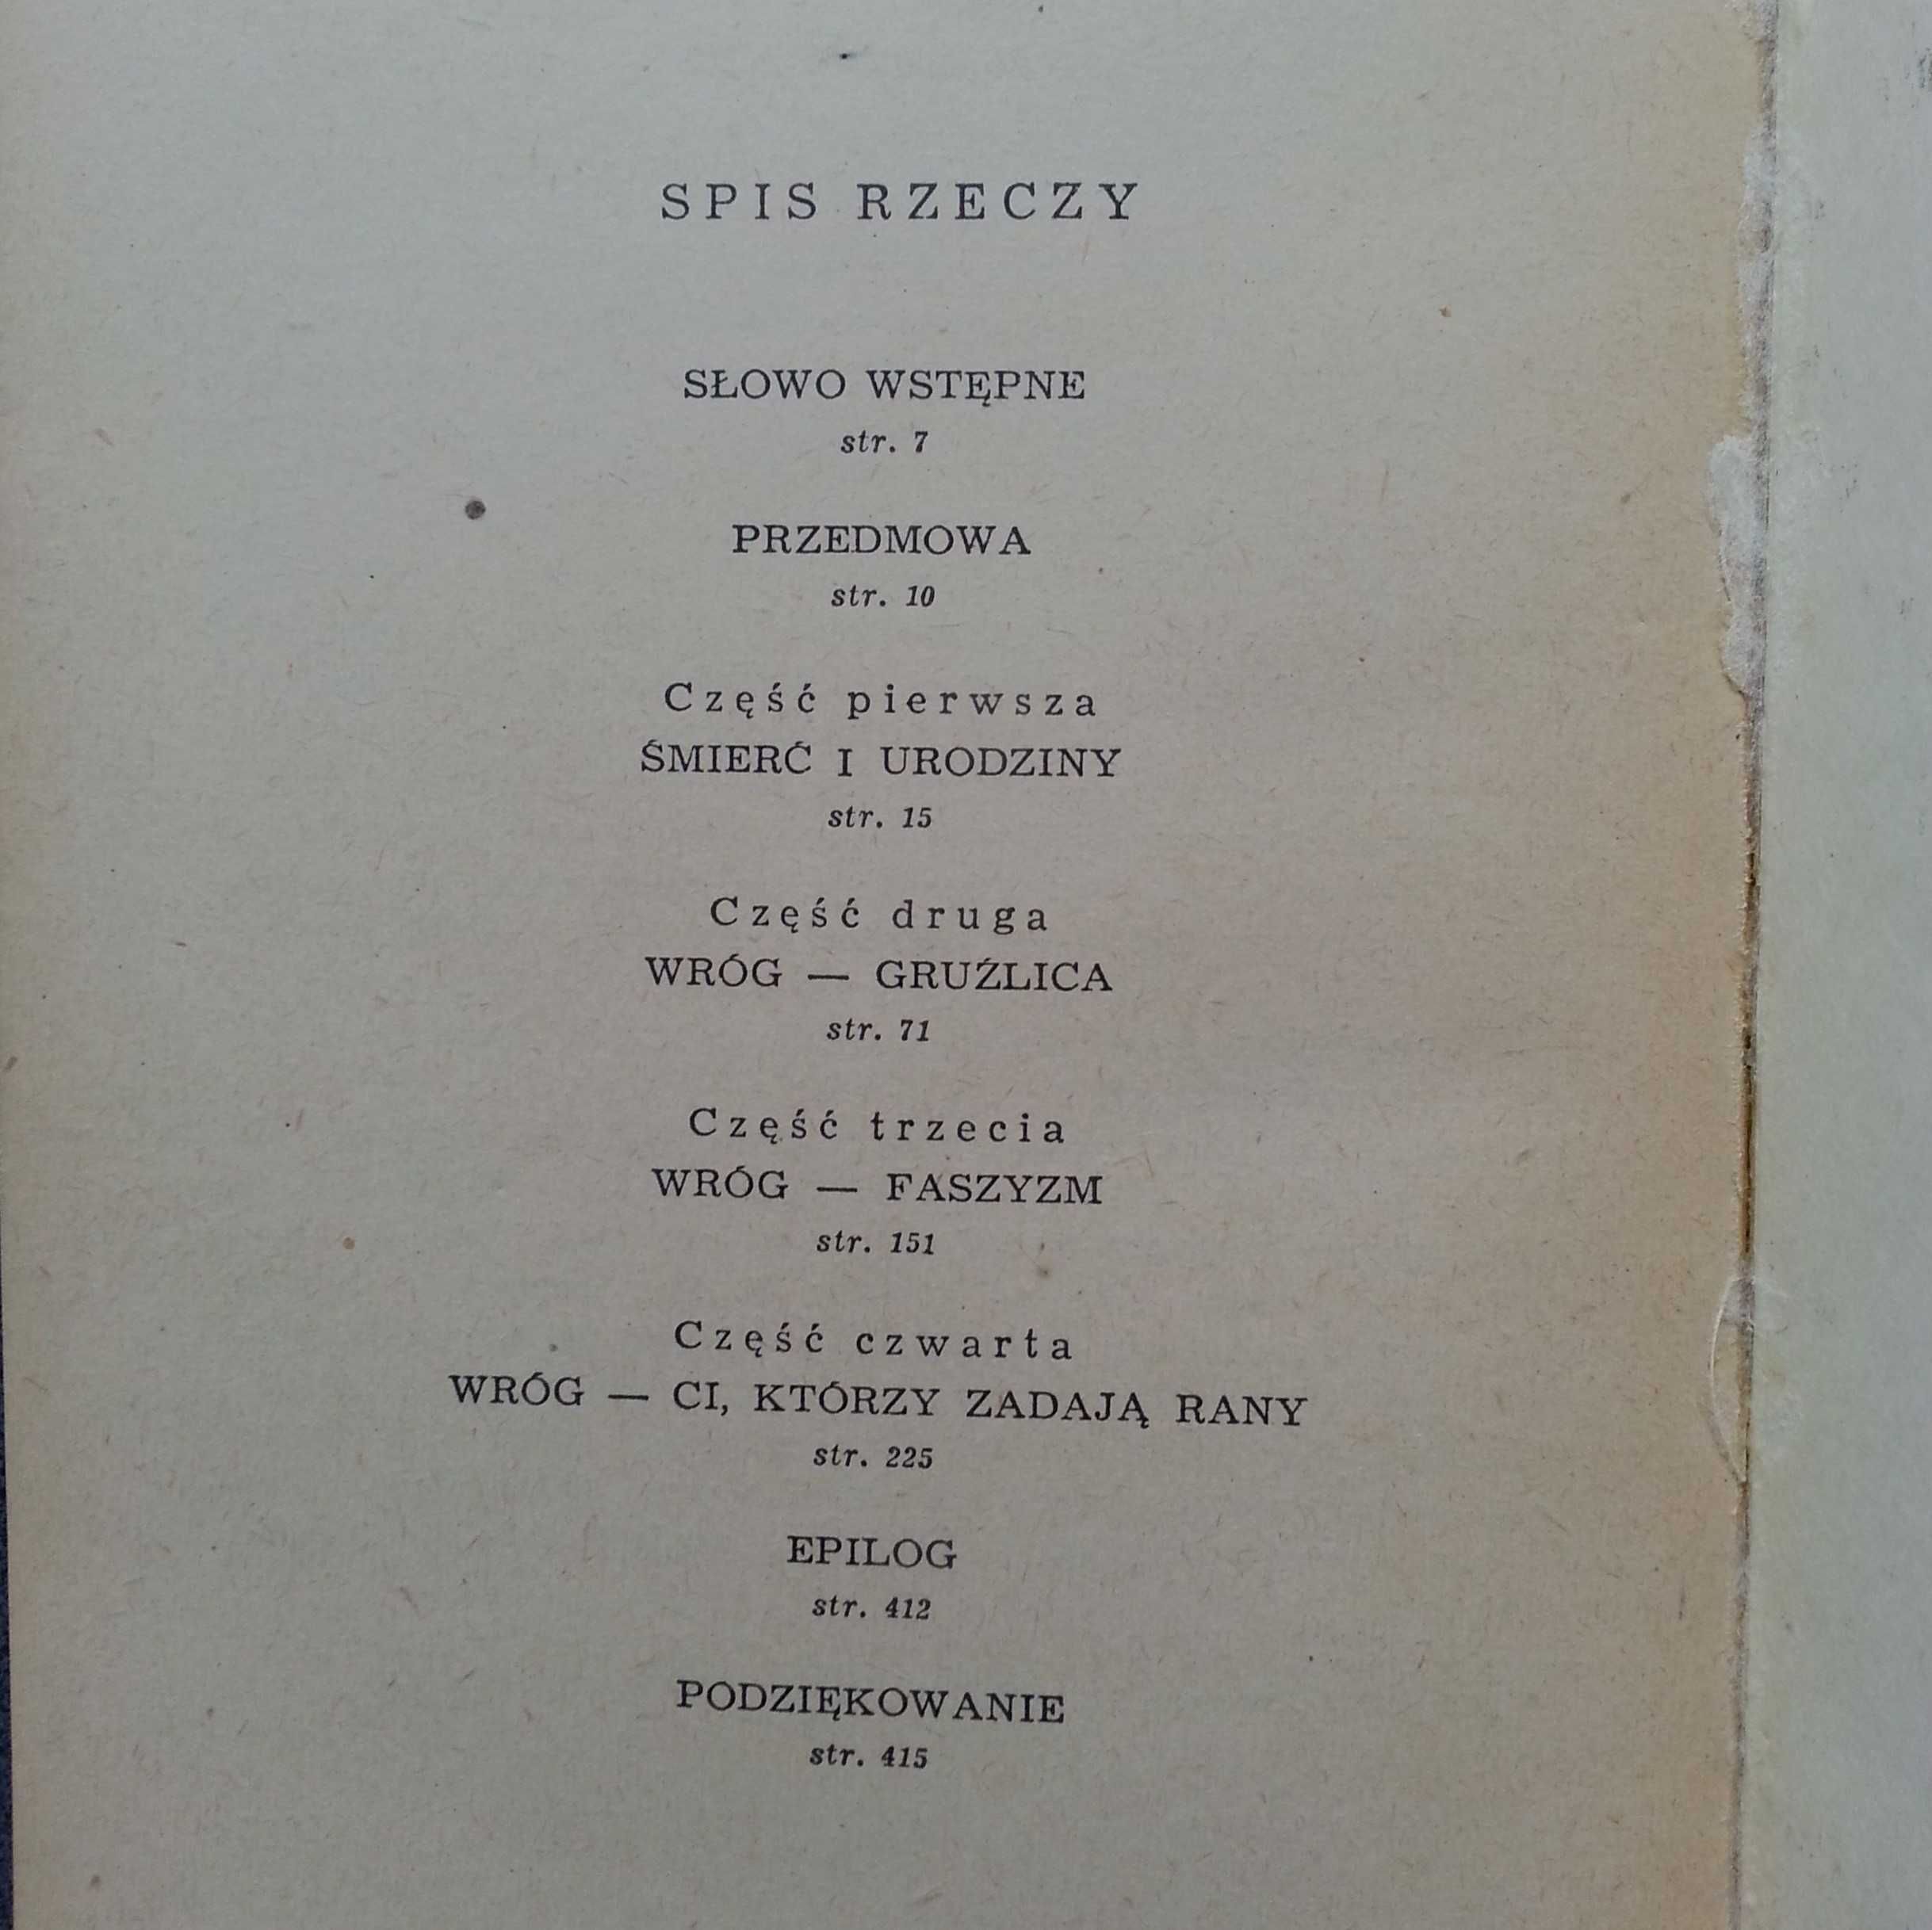 SPIS RZECZY
SŁOWO WSTĘPNE
str. 7
PRZEDMOWA
str. 10
Część pierwsza
ŚMIERĆ I URODZINY
str. 15
Część druga
WRÓG — GRUŹLICA
str. 71
Część trzecia
WRÓG — FASZYZM
str. 151
Część czwarta
WRÓG — CI, KTÓRZY ZADAJĄ RANY
str. 225
EPILOG
str. 412
PODZIĘKOWANIE
str. 415